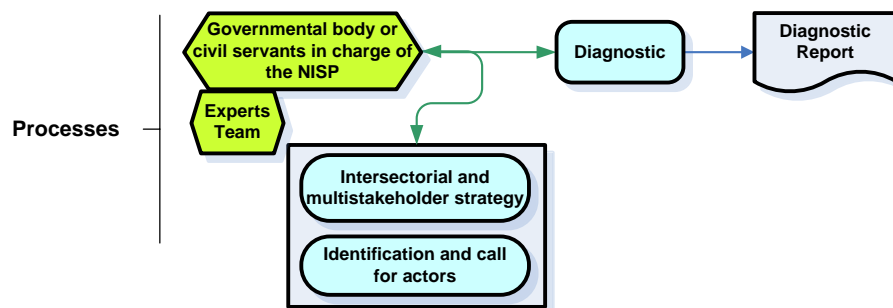 Processes
Governmental body or
civil servants in charge of
the NISP
Experts
Team
Diagnostic
Diagnostic
Report
Intersectorial and
multistakeholder strategy
Identification and call
for actors